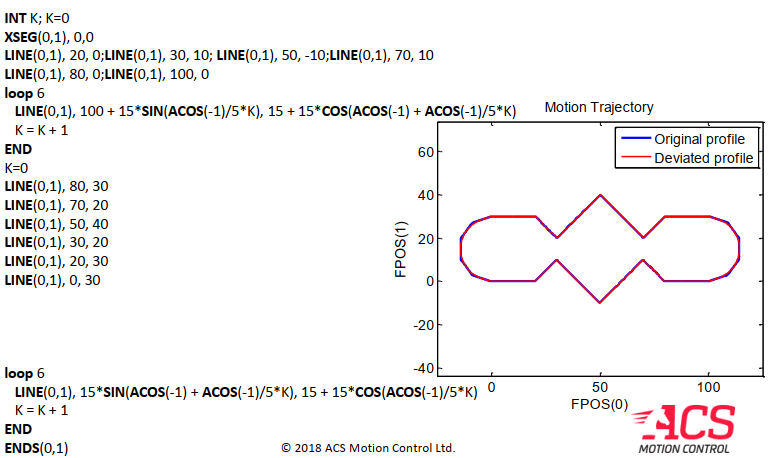 INT K; K=0
XSEG(0,1), 0,0
LINE(0,1), 20, 0;LINE(0,1), 30, 10; LINE(0,1), 50, -10;LINE(0,1), 70, 10
LINE(0,1), 80, 0;LINE(0,1), 100, 0
loop 6
LINE(0,1), 100 + 15*SIN(ACOS(-1)/5*K), 15 + 15*COS(ACOS(-1) + ACOS(-1)/5*K)
K = K + 1
END
K=0
LINE(0,1), 80, 30
LINE(0,1), 70, 20
LINE(0,1), 50, 40
LINE(0,1), 30, 20
LINE(0,1), 20, 30
LINE(0,1), 0, 30
loop 6
LINE(0,1), 15*SIN(ACOS(-1) + ACOS(-1)/5*K), 15 + 15*COS(ACOS(-1)/5*K)
K = K + 1
END
ENDS(0,1)
Motion Trajectory
Original profile
Deviated profile
FPOS(1)
60
40
20
0
-20
-40
0
50
100
FPOS(0)
ACS
MOTION CONTROL
© 2018 ACS Motion Control Ltd.